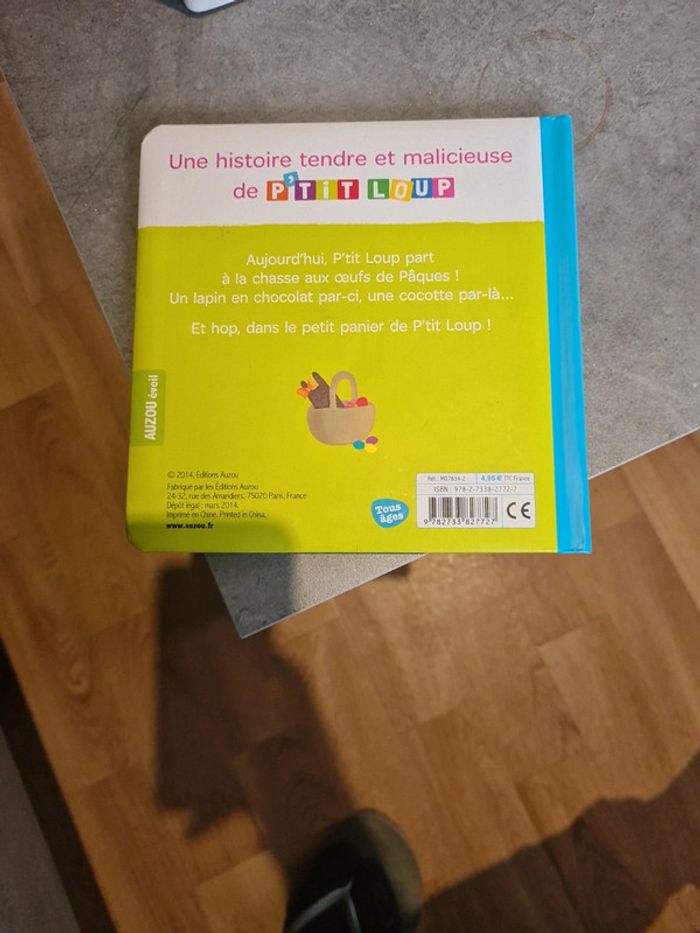 Une histoire tendre et malicieuse
de P'TIT LOUP
Aujourd'hui, P'tit Loup part
à la chasse aux œufs de Pâques !
Un lapin en chocolat par-ci, une cocotte par-là...
Et hop, dans le petit panier de P'tit Loup !
AUZOU éveil
© 2014, Éditions Auzou
Fabriqué par les Éditions Auzou
24-32, rue des Amandiers, 75020 Paris, France
Dépôt légal : mars 2014.
Imprimé en Chine. Printed in China.
www.auzou.fr
Tous
âges
Réf.: MO7834-2 4,95 € TTC France
ISBN : 978-2-7338-2772-7
9 782733 827727
CE